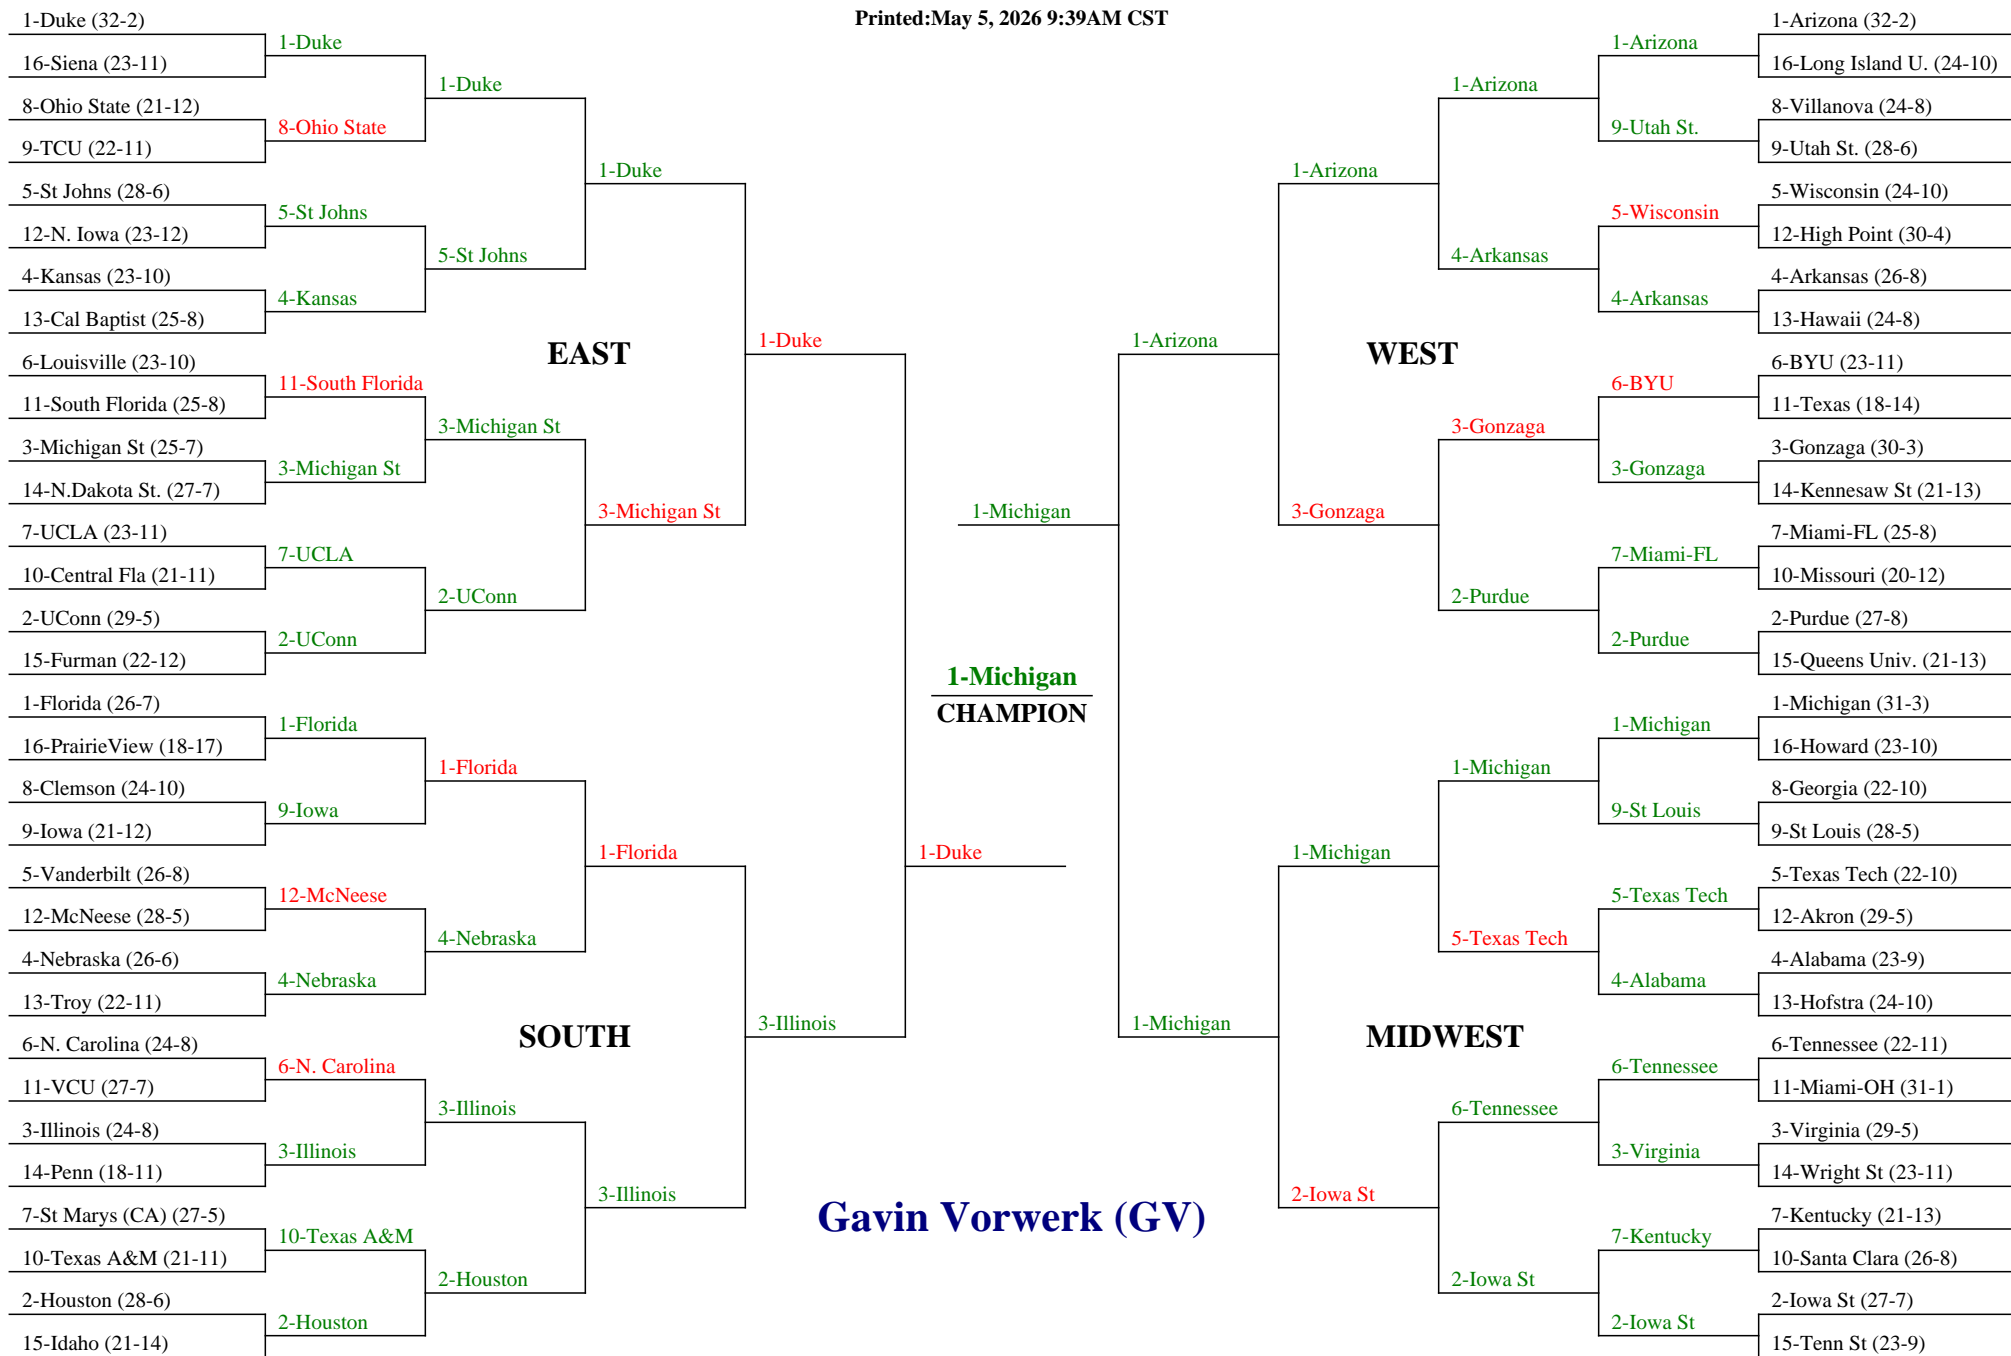 Printed:May 5, 2026 9:39AM CST
1-Duke (32-2)
16-Siena (23-11)
8-Ohio State (21-12)
9-TCU (22-11)
5-St Johns (28-6)
12-N. Iowa (23-12)
4-Kansas (23-10)
13-Cal Baptist (25-8)
6-Louisville (23-10)
11-South Florida (25-8)
3-Michigan St (25-7)
14-N.Dakota St. (27-7)
7-UCLA (23-11)
10-Central Fla (21-11)
2-UConn (29-5)
15-Furman (22-12)
1-Duke
8-Ohio State
5-St Johns
4-Kansas
11-South Florida
3-Michigan St
7-UCLA
2-UConn
1-Duke
5-St Johns
3-Michigan St
2-UConn
1-Duke
3-Michigan St
1-Duke
EAST
1-Florida (26-7)
16-PrairieView (18-17)
8-Clemson (24-10)
9-Iowa (21-12)
5-Vanderbilt (26-8)
12-McNeese (28-5)
4-Nebraska (26-6)
13-Troy (22-11)
6-N. Carolina (24-8)
11-VCU (27-7)
3-Illinois (24-8)
14-Penn (18-11)
7-St Marys (CA) (27-5)
10-Texas A&M (21-11)
2-Houston (28-6)
15-Idaho (21-14)
1-Florida
9-Iowa
12-McNeese
4-Nebraska
6-N. Carolina
3-Illinois
10-Texas A&M
2-Houston
1-Florida
4-Nebraska
3-Illinois
2-Houston
1-Florida
3-Illinois
3-Illinois
SOUTH
1-Duke
1-Michigan
1-Michigan
CHAMPION
1-Arizona (32-2)
16-Long Island U. (24-10)
8-Villanova (24-8)
9-Utah St. (28-6)
5-Wisconsin (24-10)
12-High Point (30-4)
4-Arkansas (26-8)
13-Hawaii (24-8)
6-BYU (23-11)
11-Texas (18-14)
3-Gonzaga (30-3)
14-Kennesaw St (21-13)
7-Miami-FL (25-8)
10-Missouri (20-12)
2-Purdue (27-8)
15-Queens Univ. (21-13)
1-Arizona
9-Utah St.
5-Wisconsin
4-Arkansas
6-BYU
3-Gonzaga
7-Miami-FL
2-Purdue
1-Arizona
4-Arkansas
3-Gonzaga
2-Purdue
1-Arizona
3-Gonzaga
1-Arizona
WEST
1-Michigan (31-3)
16-Howard (23-10)
8-Georgia (22-10)
9-St Louis (28-5)
5-Texas Tech (22-10)
12-Akron (29-5)
4-Alabama (23-9)
13-Hofstra (24-10)
6-Tennessee (22-11)
11-Miami-OH (31-1)
3-Virginia (29-5)
14-Wright St (23-11)
7-Kentucky (21-13)
10-Santa Clara (26-8)
2-Iowa St (27-7)
15-Tenn St (23-9)
1-Michigan
9-St Louis
5-Texas Tech
4-Alabama
6-Tennessee
3-Virginia
7-Kentucky
2-Iowa St
1-Michigan
5-Texas Tech
6-Tennessee
2-Iowa St
1-Michigan
2-Iowa St
1-Michigan
MIDWEST
Gavin Vorwerk (GV)